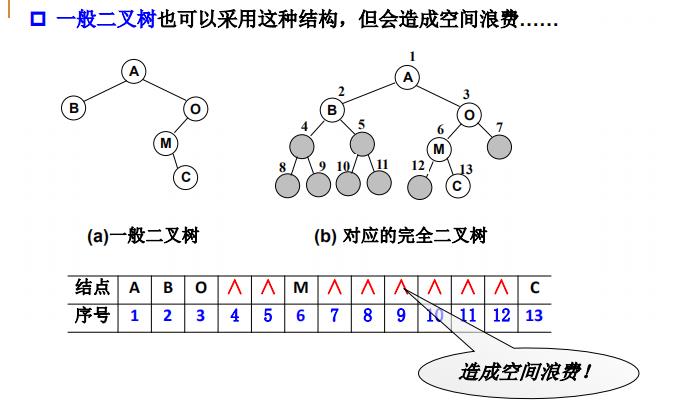 一般二叉树也可以采用这种结构，但会造成空间浪费……
1
A
A
2
3
B
O
B
O
4
5
6
7
M
M
8
9
10
11
12
13
C
C
(a)一般二叉树
(b) 对应的完全二叉树
结点 A B O ∧ ∧ M ∧ ∧ ∧ ∧ ∧ ∧ C
序号 1 2 3 4 5 6 7 8 9 10 11 12 13
造成空间浪费！